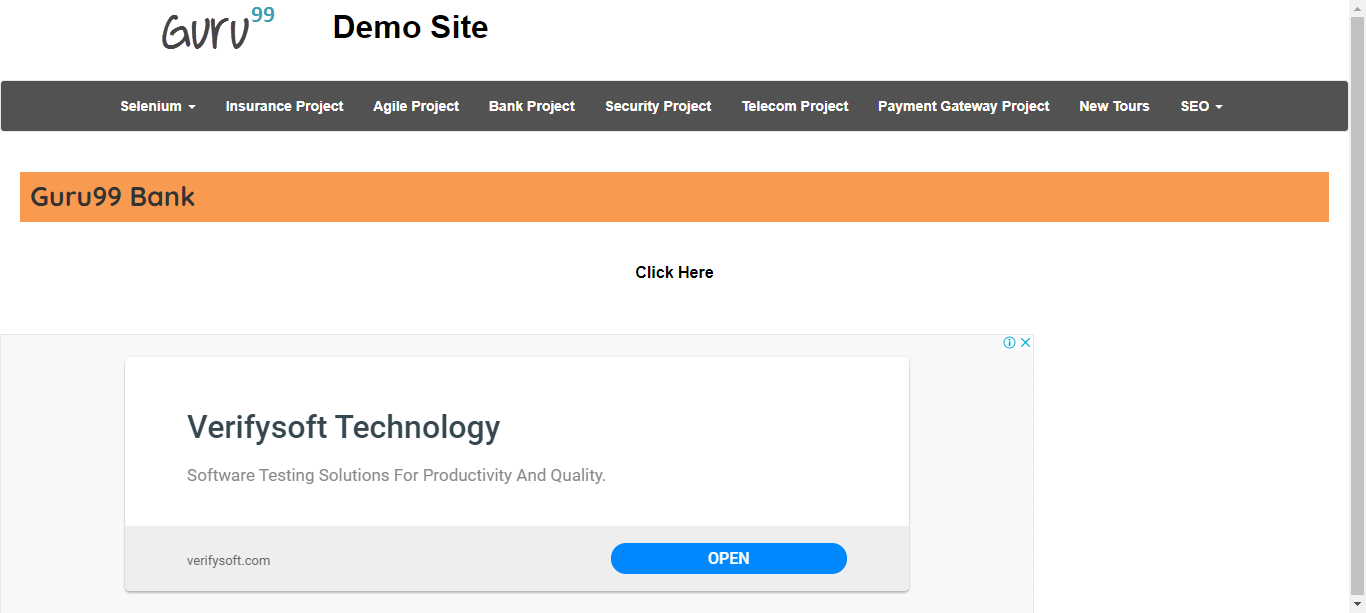 Guru99 Demo Site
Selenium Insurance Project Agile Project Bank Project Security Project Telecom Project Payment Gateway Project New Tours SEO
Guru99 Bank
Click Here
Verifysoft Technology
Software Testing Solutions For Productivity And Quality.
verifysoft.com OPEN